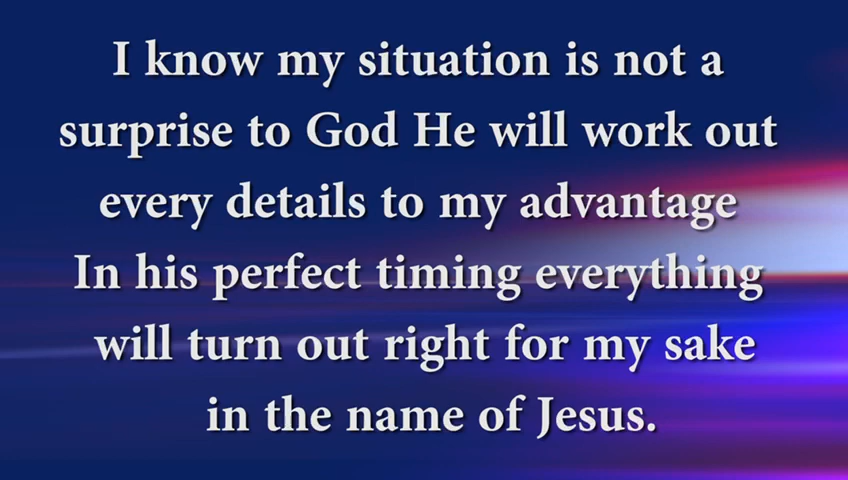 I know my situation is not a
surprise to God He will work out
every details to my advantage
In his perfect timing everything
will turn out right for my sake
in the name of Jesus.